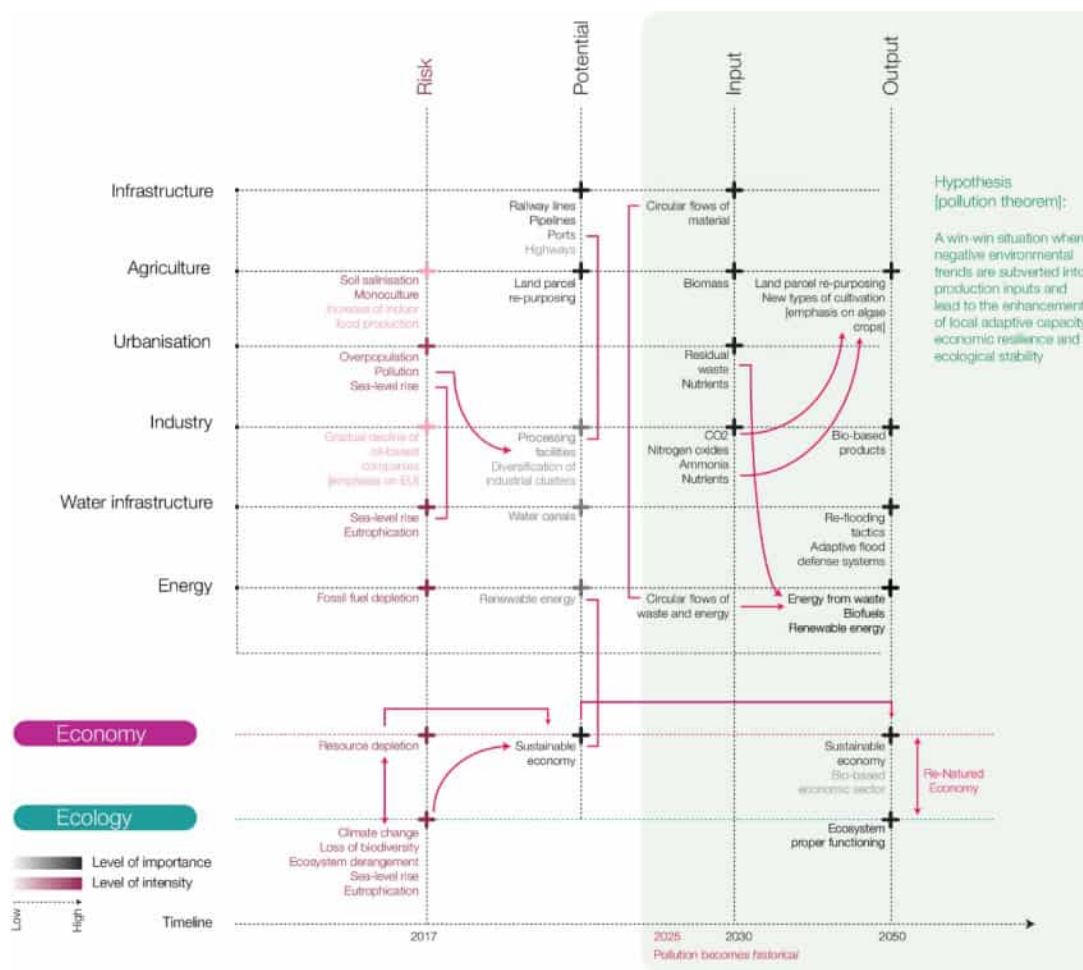 Risk
Potential
Input
Output
Infrastructure
Railway lines
Pipelines
Ports
Highways
Circular flows of
material
Agriculture
Soil salinisation
Monoculture
Increase of indoor
food production
Land parcel
re-purposing
Biomass
Land parcel re-purposing
New types of cultivation
[emphasis on algae
crops]
Urbanisation
Overpopulation
Pollution
Sea-level rise
Residual
waste
Nutrients
Industry
Gradual decline of
oil-based
companies
[emphasis on EU]
Processing
facilities
Diversification of
industrial clusters
CO2
Nitrogen oxides
Ammonia
Nutrients
Bio-based
products
Water infrastructure
Sea-level rise
Eutrophication
Water canals
Re-flooding
tactics
Adaptive flood
defense systems
Energy
Fossil fuel depletion
Renewable energy
Circular flows of
waste and energy
Energy from waste
Biofuels
Renewable energy
Hypothesis
[pollution theorem]:
A win-win situation where
negative environmental
trends are subverted into
production inputs and
lead to the enhancement
of local adaptive capacity,
economic resilience and
ecological stability
Economy
Resource depletion
Sustainable
economy
Sustainable
economy
Bio-based
economic sector
Re-Natured
Economy
Ecology
Climate change
Loss of biodiversity
Ecosystem derangement
Sea-level rise
Eutrophication
Ecosystem
proper functioning
Level of importance
Level of intensity
Low
High
Timeline
2017
2025
2030
2050
Pollution becomes historical